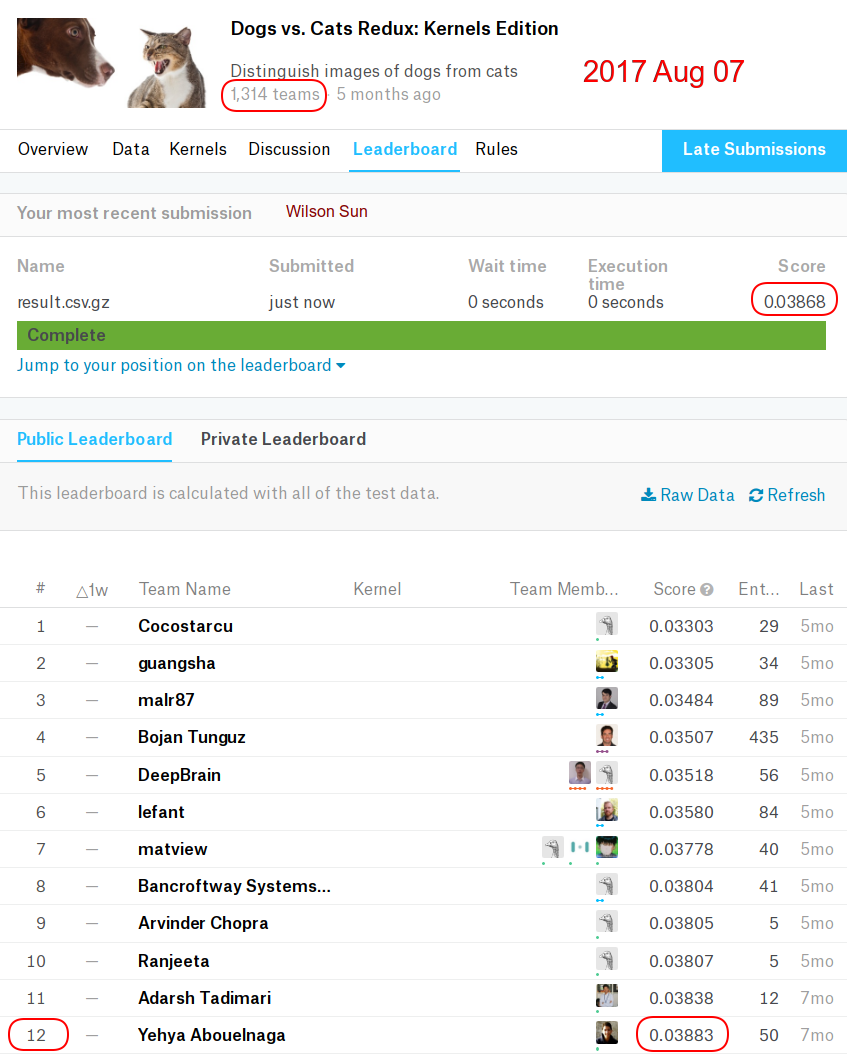 Dogs vs. Cats Redux: Kernels Edition
Distinguish images of dogs from cats
2017 Aug 07
1,314 teams · 5 months ago
Overview Data Kernels Discussion Leaderboard Rules Late Submissions
Your most recent submission Wilson Sun
Name Submitted Wait time Execution time Score
result.csv.gz just now 0 seconds 0 seconds 0.03868
Complete
Jump to your position on the leaderboard
Public Leaderboard Private Leaderboard
This leaderboard is calculated with all of the test data. Raw Data Refresh
# △1w Team Name Kernel Team Memb... Score Ent... Last
1 — Cocostarcu 0.03303 29 5mo
2 — guangsha 0.03305 34 5mo
3 — malr87 0.03484 89 5mo
4 — Bojan Tunguz 0.03507 435 5mo
5 — DeepBrain 0.03518 56 5mo
6 — lefant 0.03580 84 5mo
7 — matview 0.03778 40 5mo
8 — Bancroftway Systems... 0.03804 41 5mo
9 — Arvinder Chopra 0.03805 5 5mo
10 — Ranjeeta 0.03807 5 5mo
11 — Adarsh Tadimari 0.03838 12 7mo
12 — Yehya Abouelnaga 0.03883 50 7mo